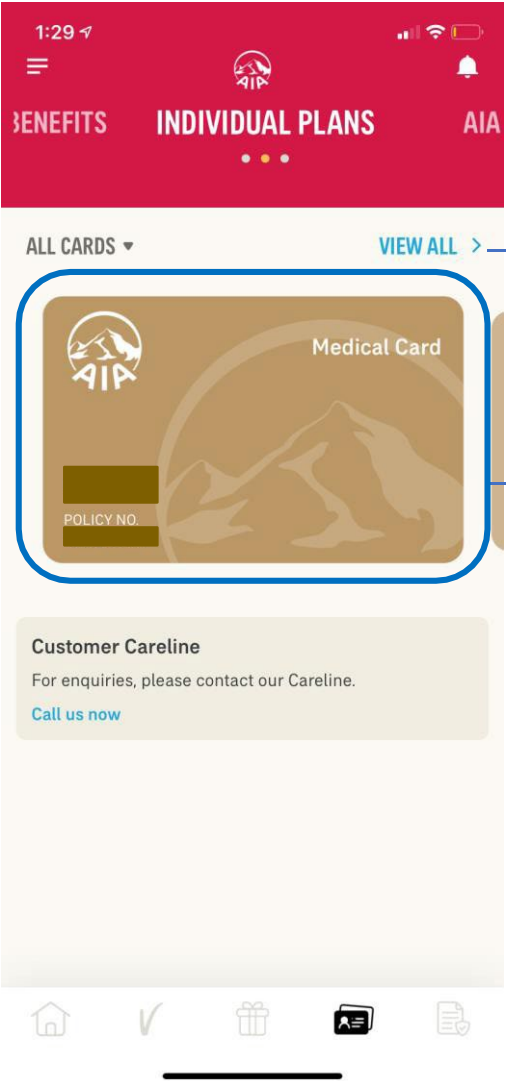 1:29
AIA
BENEFITS INDIVIDUAL PLANS AIA
ALL CARDS VIEW ALL >
AIA
Medical Card
POLICY NO.
Customer Careline
For enquiries, please contact our Careline.
Call us now